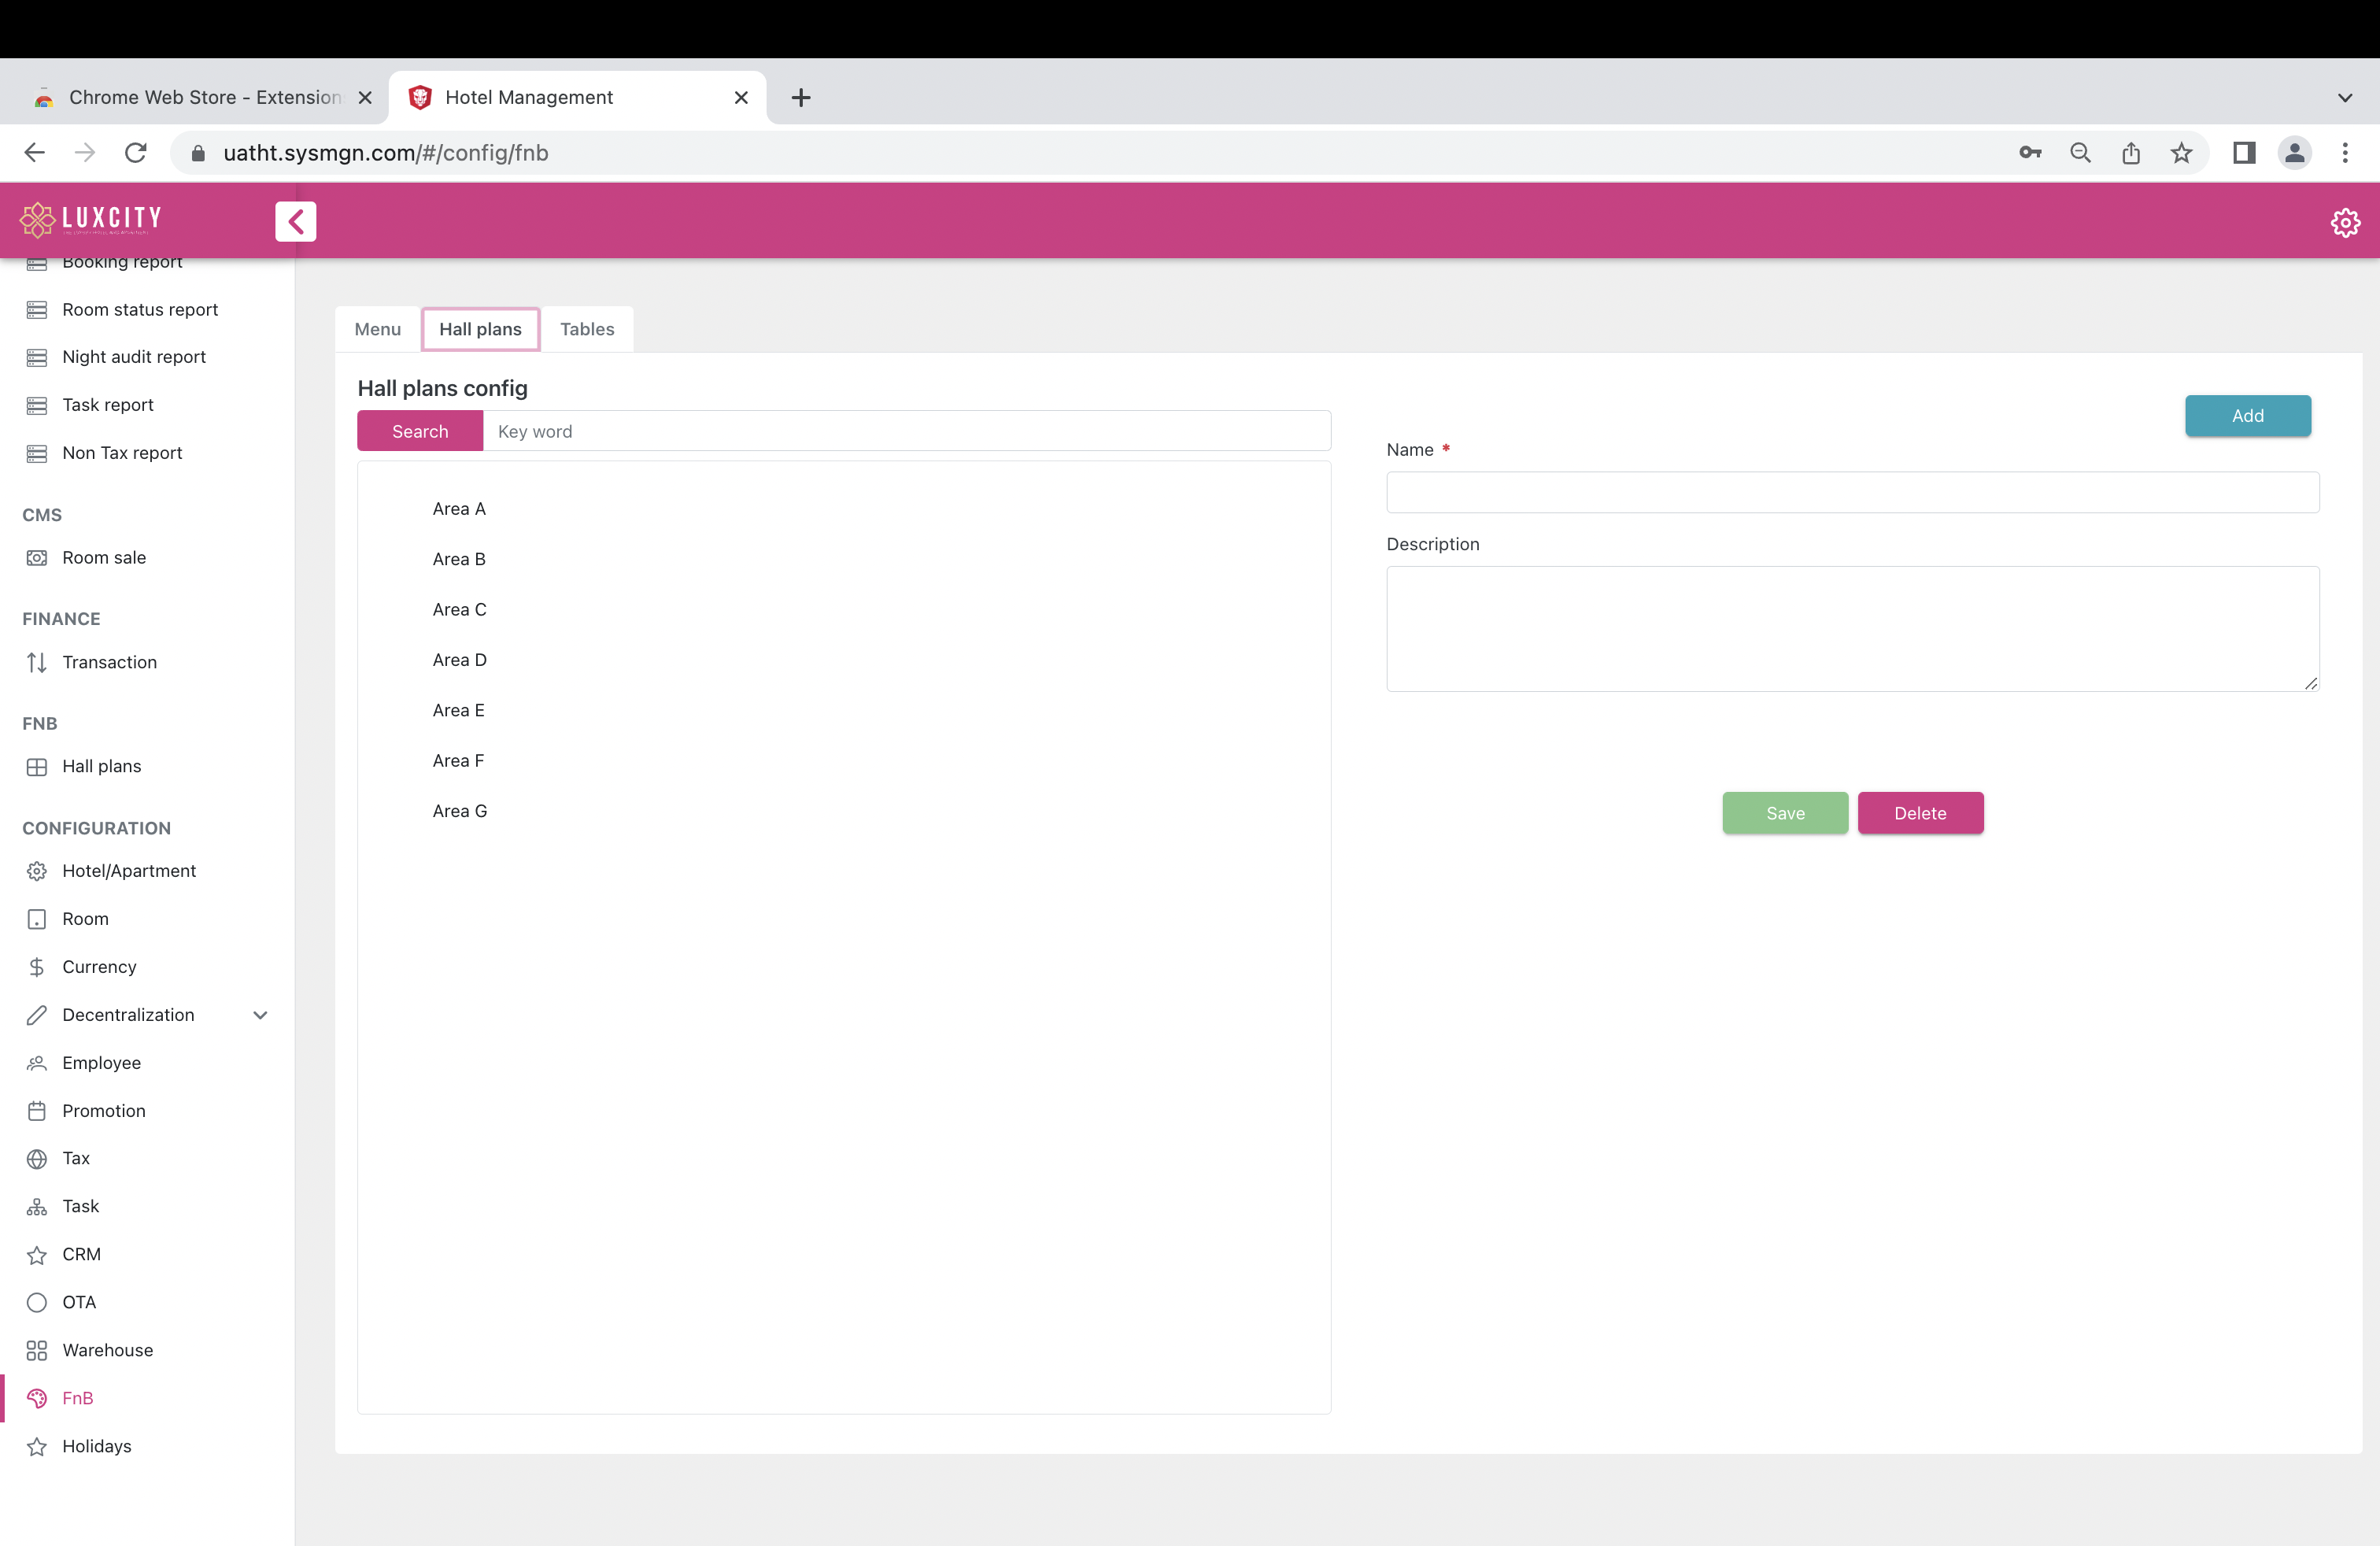 Chrome Web Store - Extension
Hotel Management
uatht.sysmgn.com/#/config/fnb
LUXCITY
Booking report
Room status report
Night audit report
Task report
Non Tax report
CMS
Room sale
FINANCE
Transaction
FNB
Hall plans
CONFIGURATION
Hotel/Apartment
Room
Currency
Decentralization
Employee
Promotion
Tax
Task
CRM
OTA
Warehouse
FnB
Holidays
Menu
Hall plans
Tables
Hall plans config
Search
Key word
Area A
Area B
Area C
Area D
Area E
Area F
Area G
Add
Name *
Description
Save
Delete